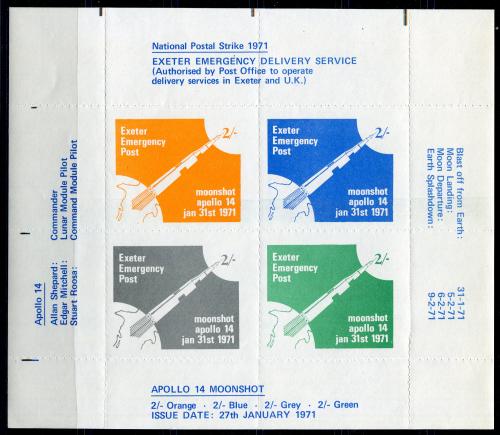 National Postal Strike 1971
EXETER EMERGENCY DELIVERY SERVICE
(Authorised by Post Office to operate
delivery services in Exeter and U.K.)
Exeter
Emergency
Post
2/-
moonshot
apollo 14
jan 31st 1971
Exeter
Emergency
Post
2/-
moonshot
apollo 14
jan 31st 1971
Exeter
Emergency
Post
2/-
moonshot
apollo 14
jan 31st 1971
Exeter
Emergency
Post
2/-
moonshot
apollo 14
jan 31st 1971
Apollo 14
Allan Shepard: Commander
Edgar Mitchell: Lunar Module Pilot
Stuart Roosa: Command Module Pilot
Blast off from Earth: 31-1-71
Moon Landing: 5-2-71
Moon Departure: 6-2-71
Earth Splashdown: 9-2-71
APOLLO 14 MOONSHOT
2/- Orange · 2/- Blue · 2/- Grey · 2/- Green
ISSUE DATE: 27th JANUARY 1971